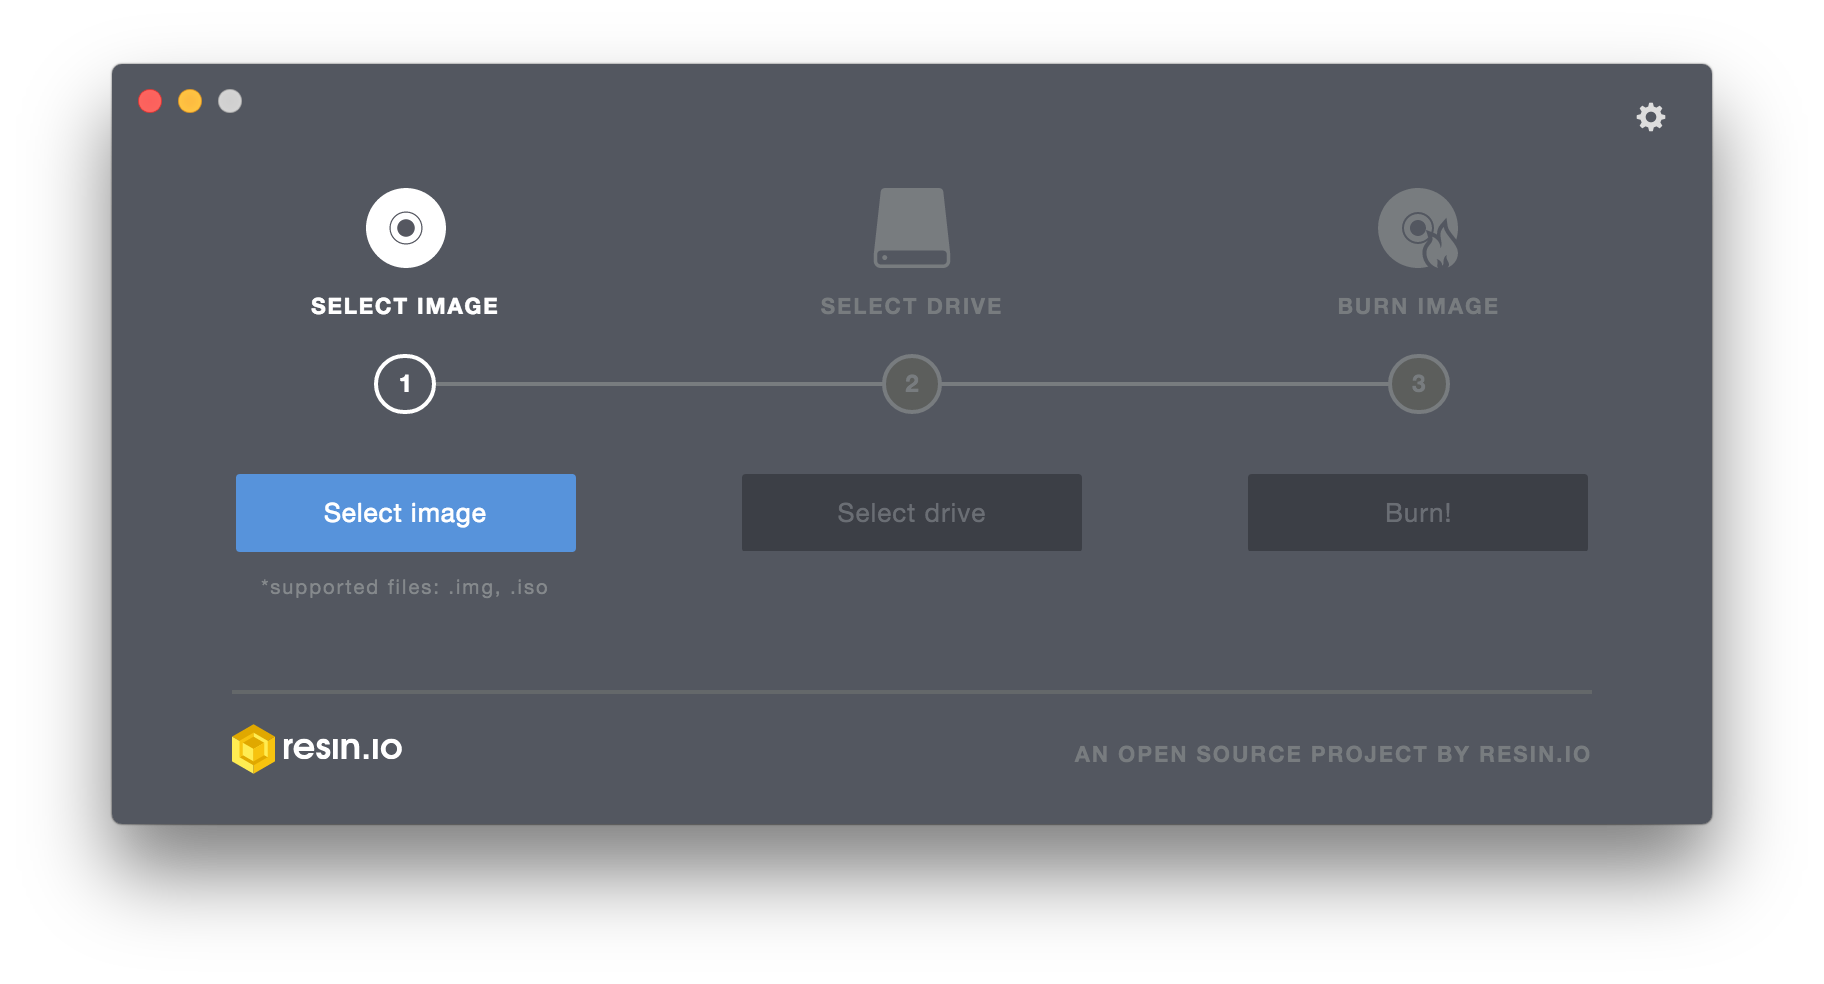 SELECT IMAGE
SELECT DRIVE
BURN IMAGE
1
2
3
Select image
Select drive
Burn!
*supported files: .img, .iso
resin.io
AN OPEN SOURCE PROJECT BY RESIN.IO